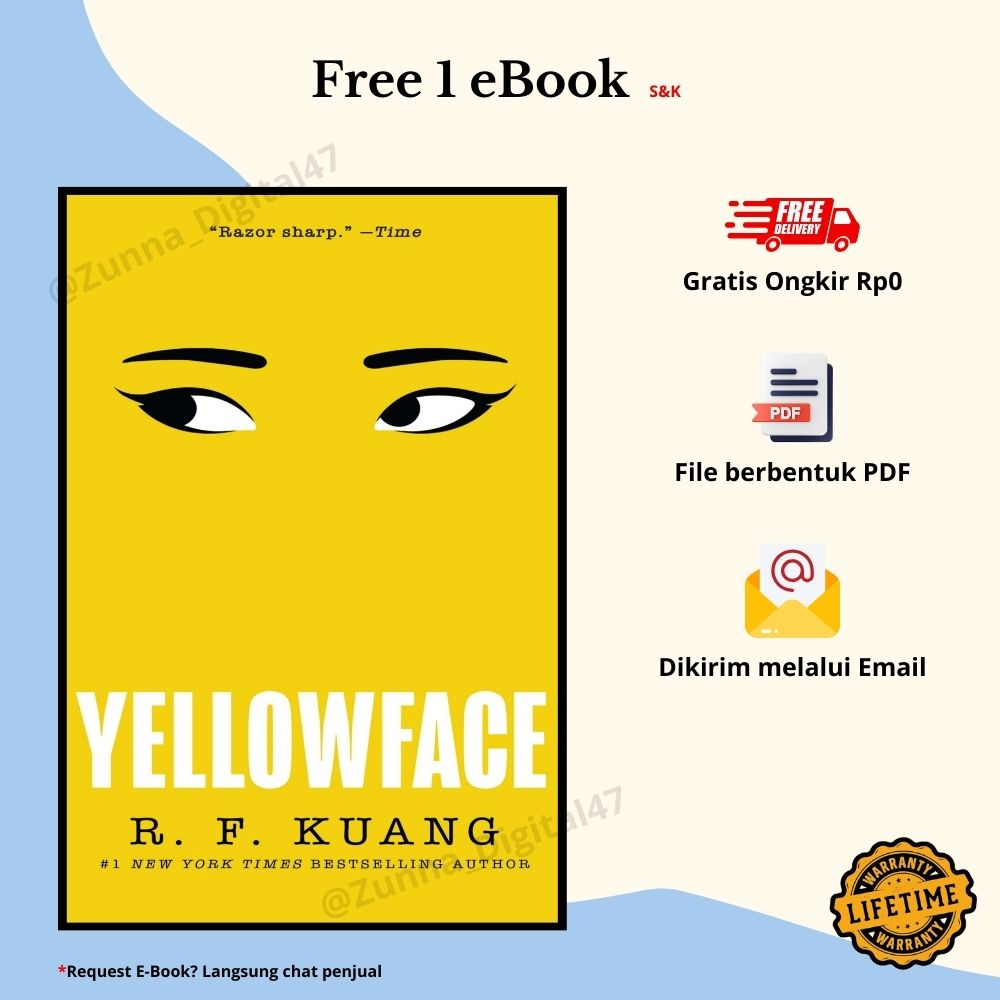 Free 1 eBook S&K
@Zunna_Digital47
“Razor sharp.” —Time
YELLOWFACE
R. F. KUANG
#1 NEW YORK TIMES BESTSELLING AUTHOR
@Zunna_Digital47
FREE
DELIVERY
Gratis Ongkir Rp0
PDF
File berbentuk PDF
@
Dikirim melalui Email
WARRANTY
LIFETIME
WARRANTY
*Request E-Book? Langsung chat penjual